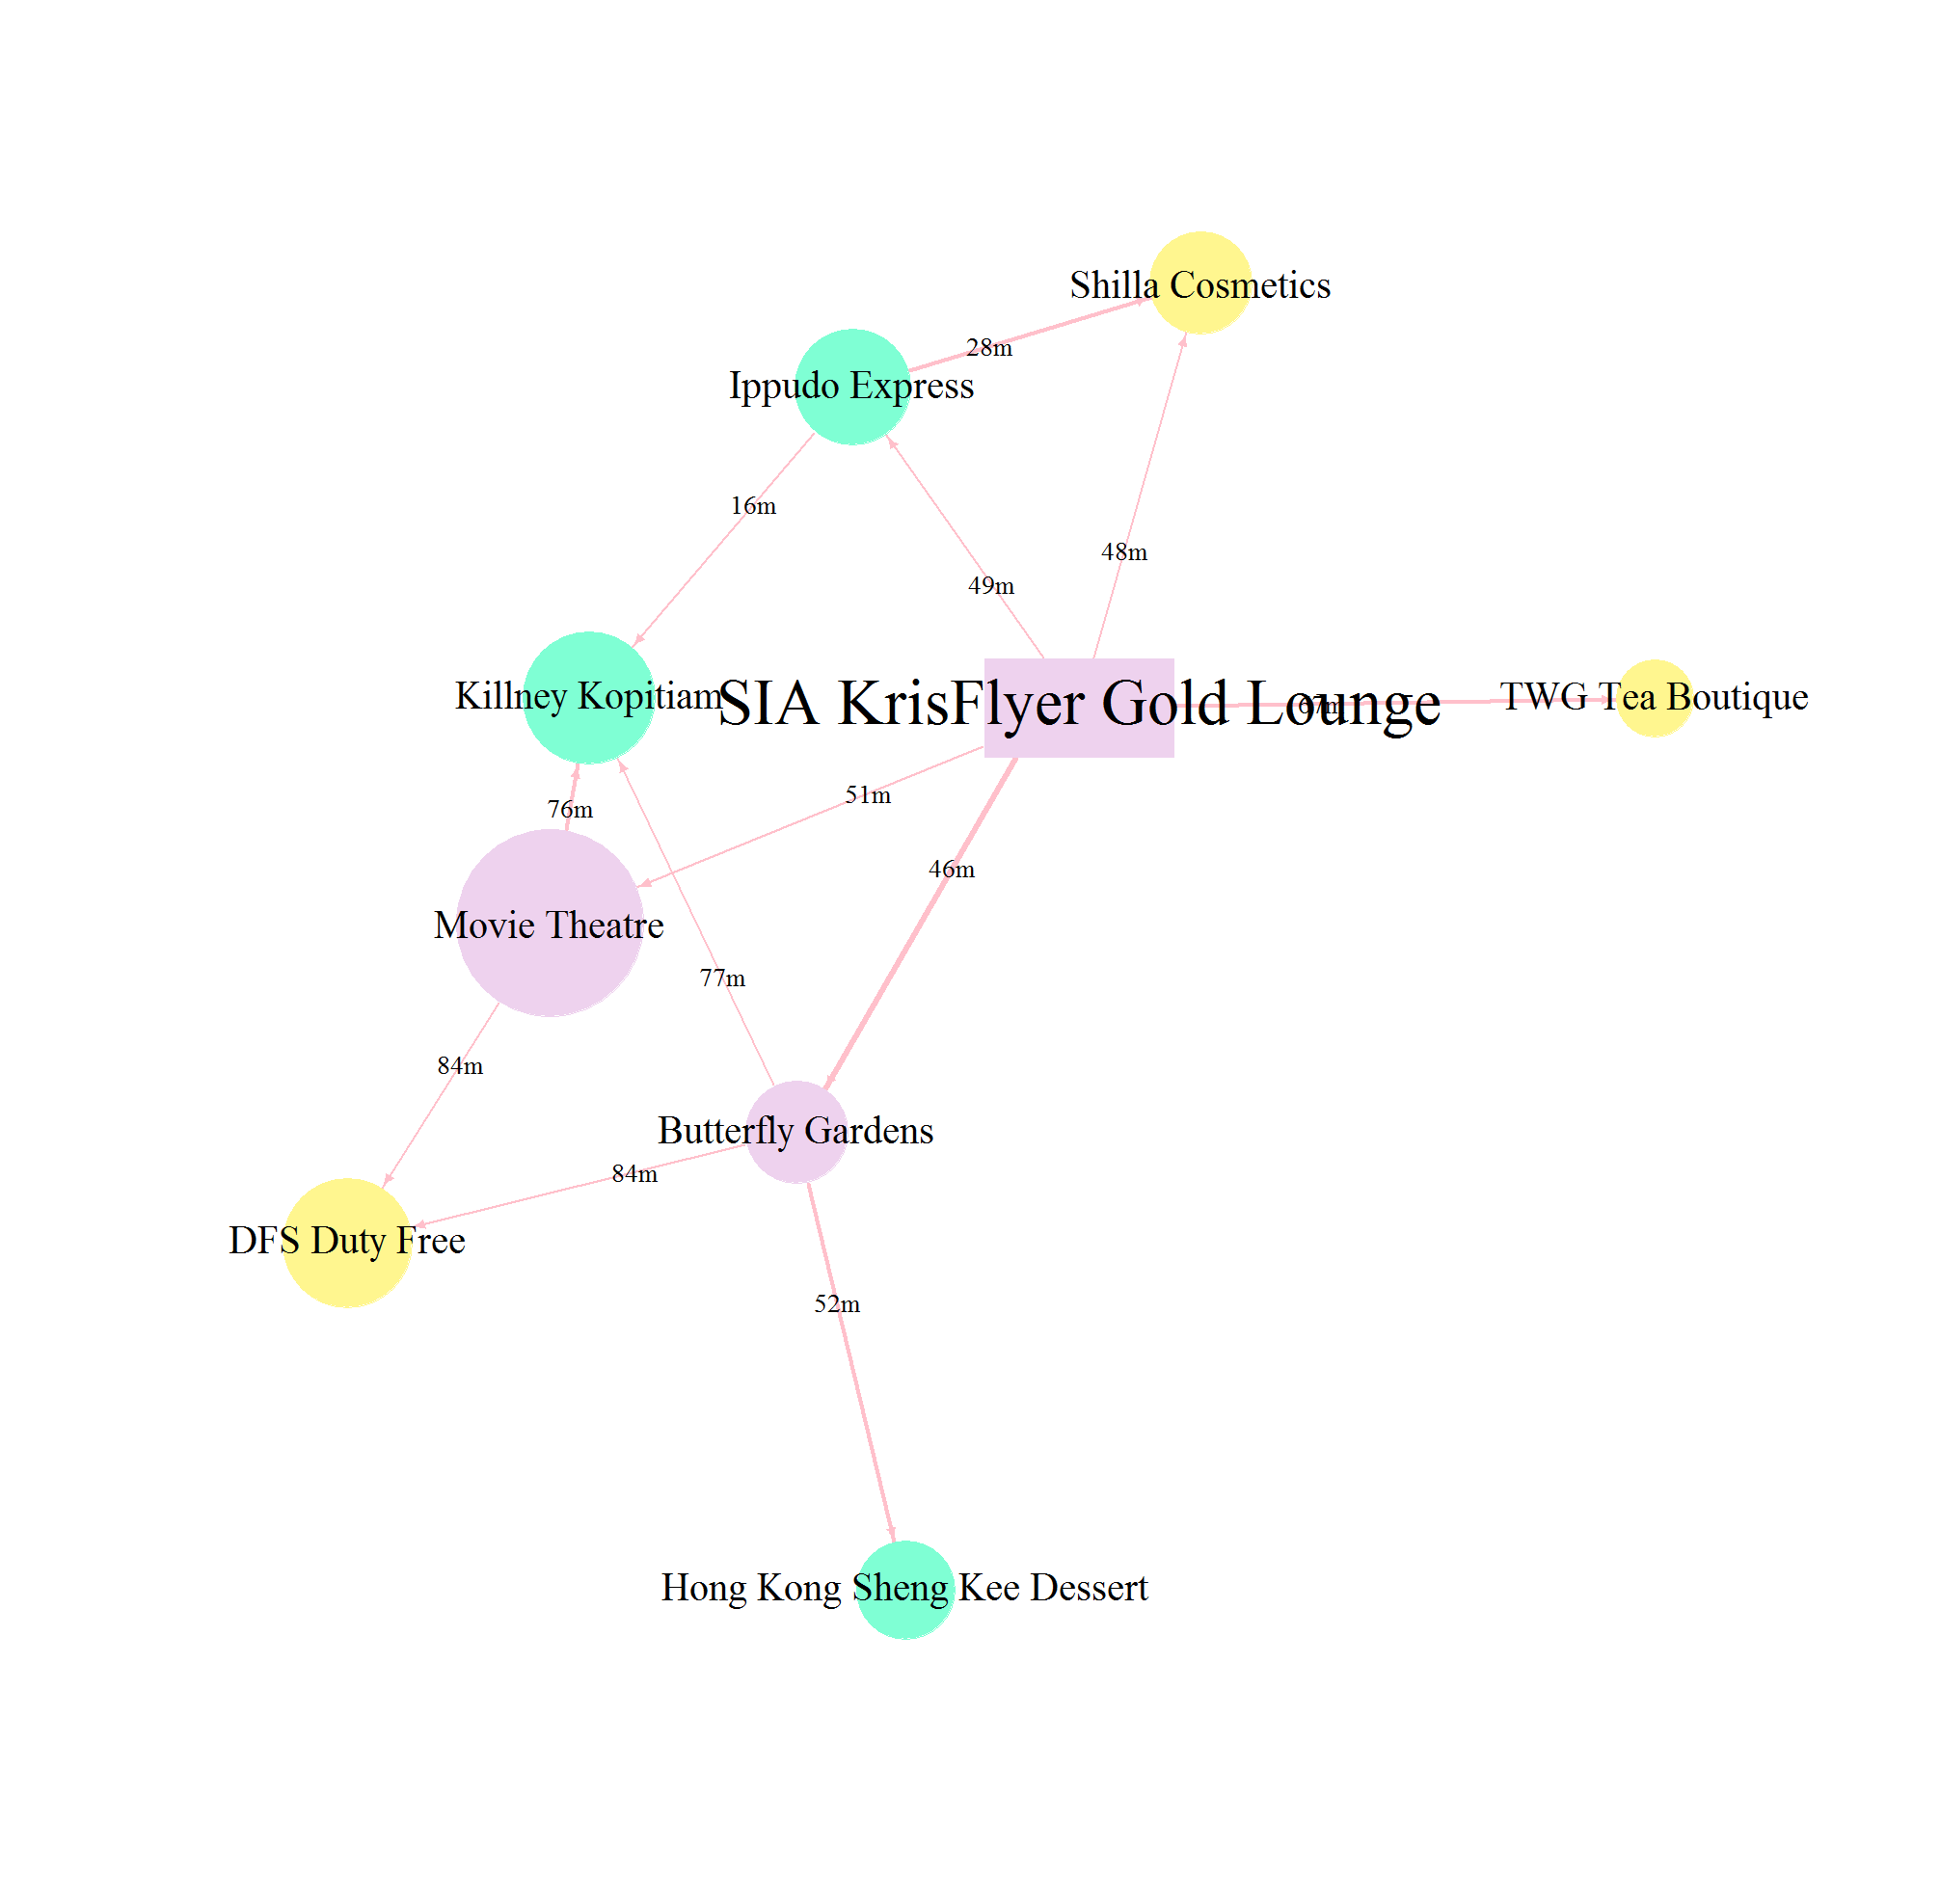 Shilla Cosmetics
28m
Ippudo Express
16m
48m
49m
Killney Kopitiam
SIA KrisFlyer Gold Lounge
67m
TWG Tea Boutique
51m
76m
46m
Movie Theatre
77m
84m
Butterfly Gardens
84m
DFS Duty Free
52m
Hong Kong Sheng Kee Dessert